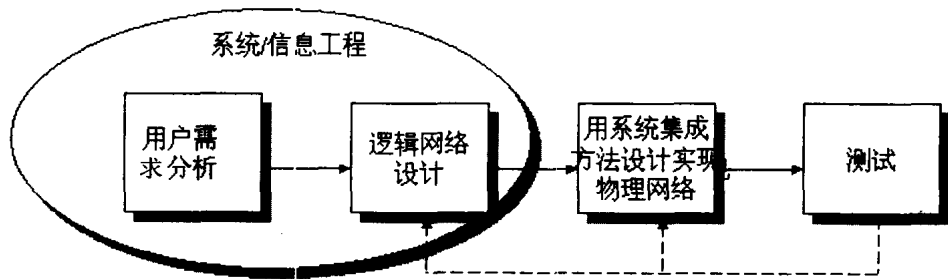 系统/信息工程
用户需
求分析
逻辑网络
设计
用系统集成
方法设计实现
物理网络
测试